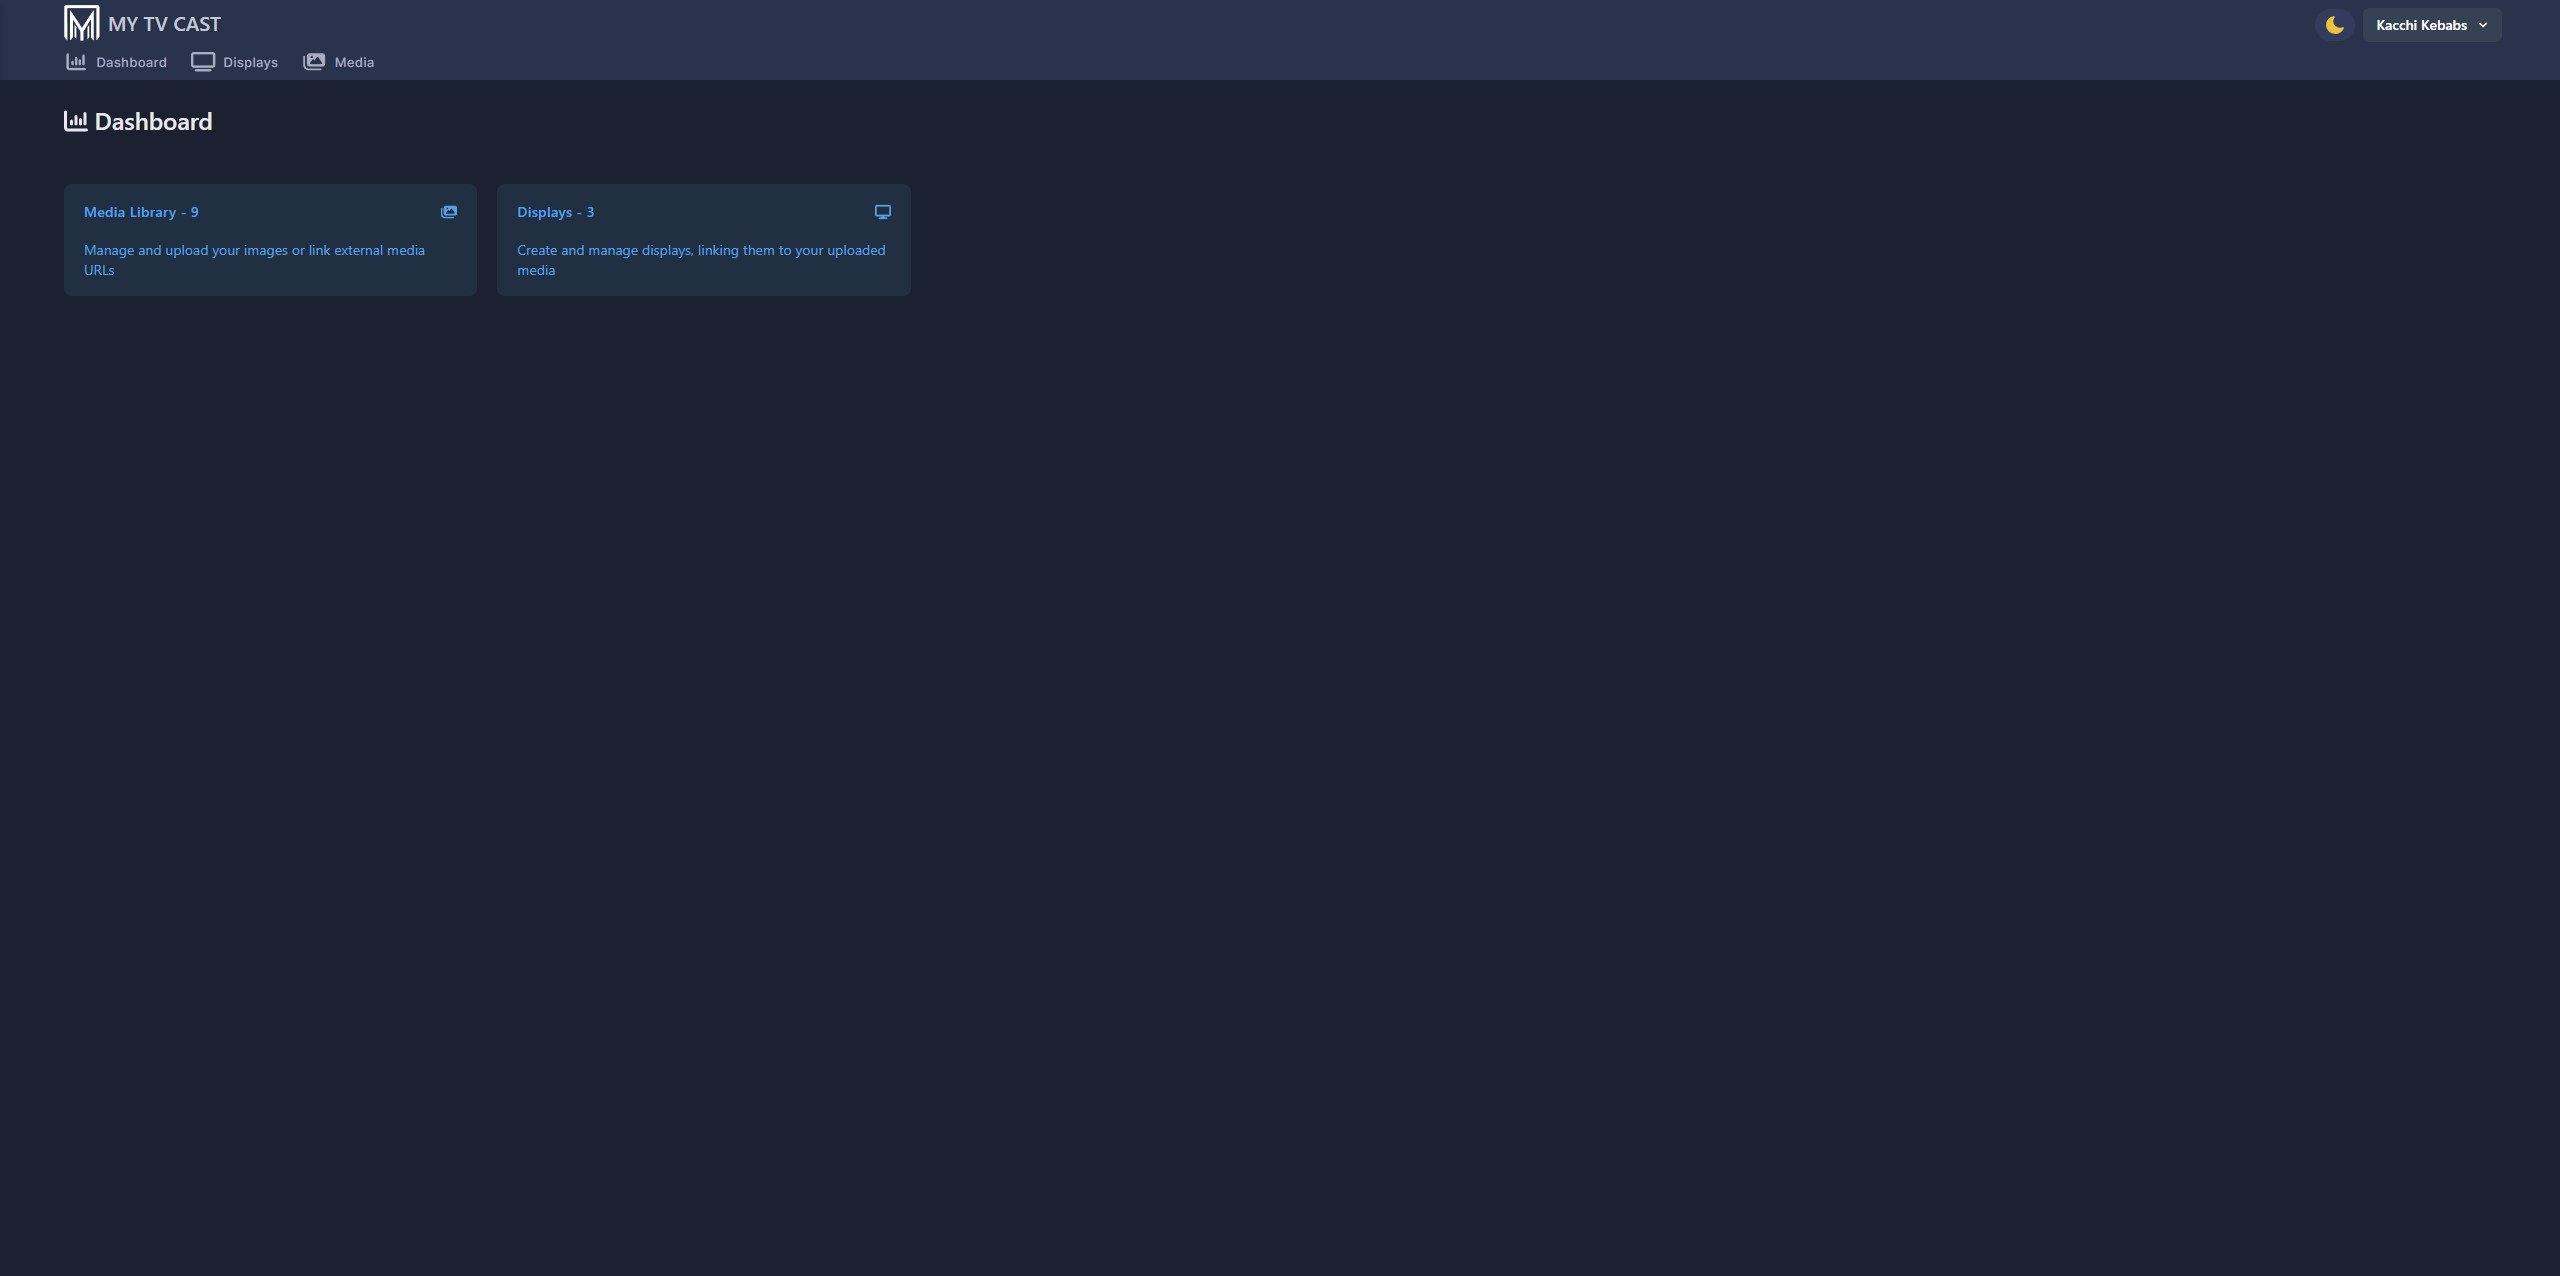 MY TV CAST
Kacchi Kebabs
Dashboard
Displays
Media
Dashboard
Media Library - 9
Manage and upload your images or link external media
URLs
Displays - 3
Create and manage displays, linking them to your uploaded
media